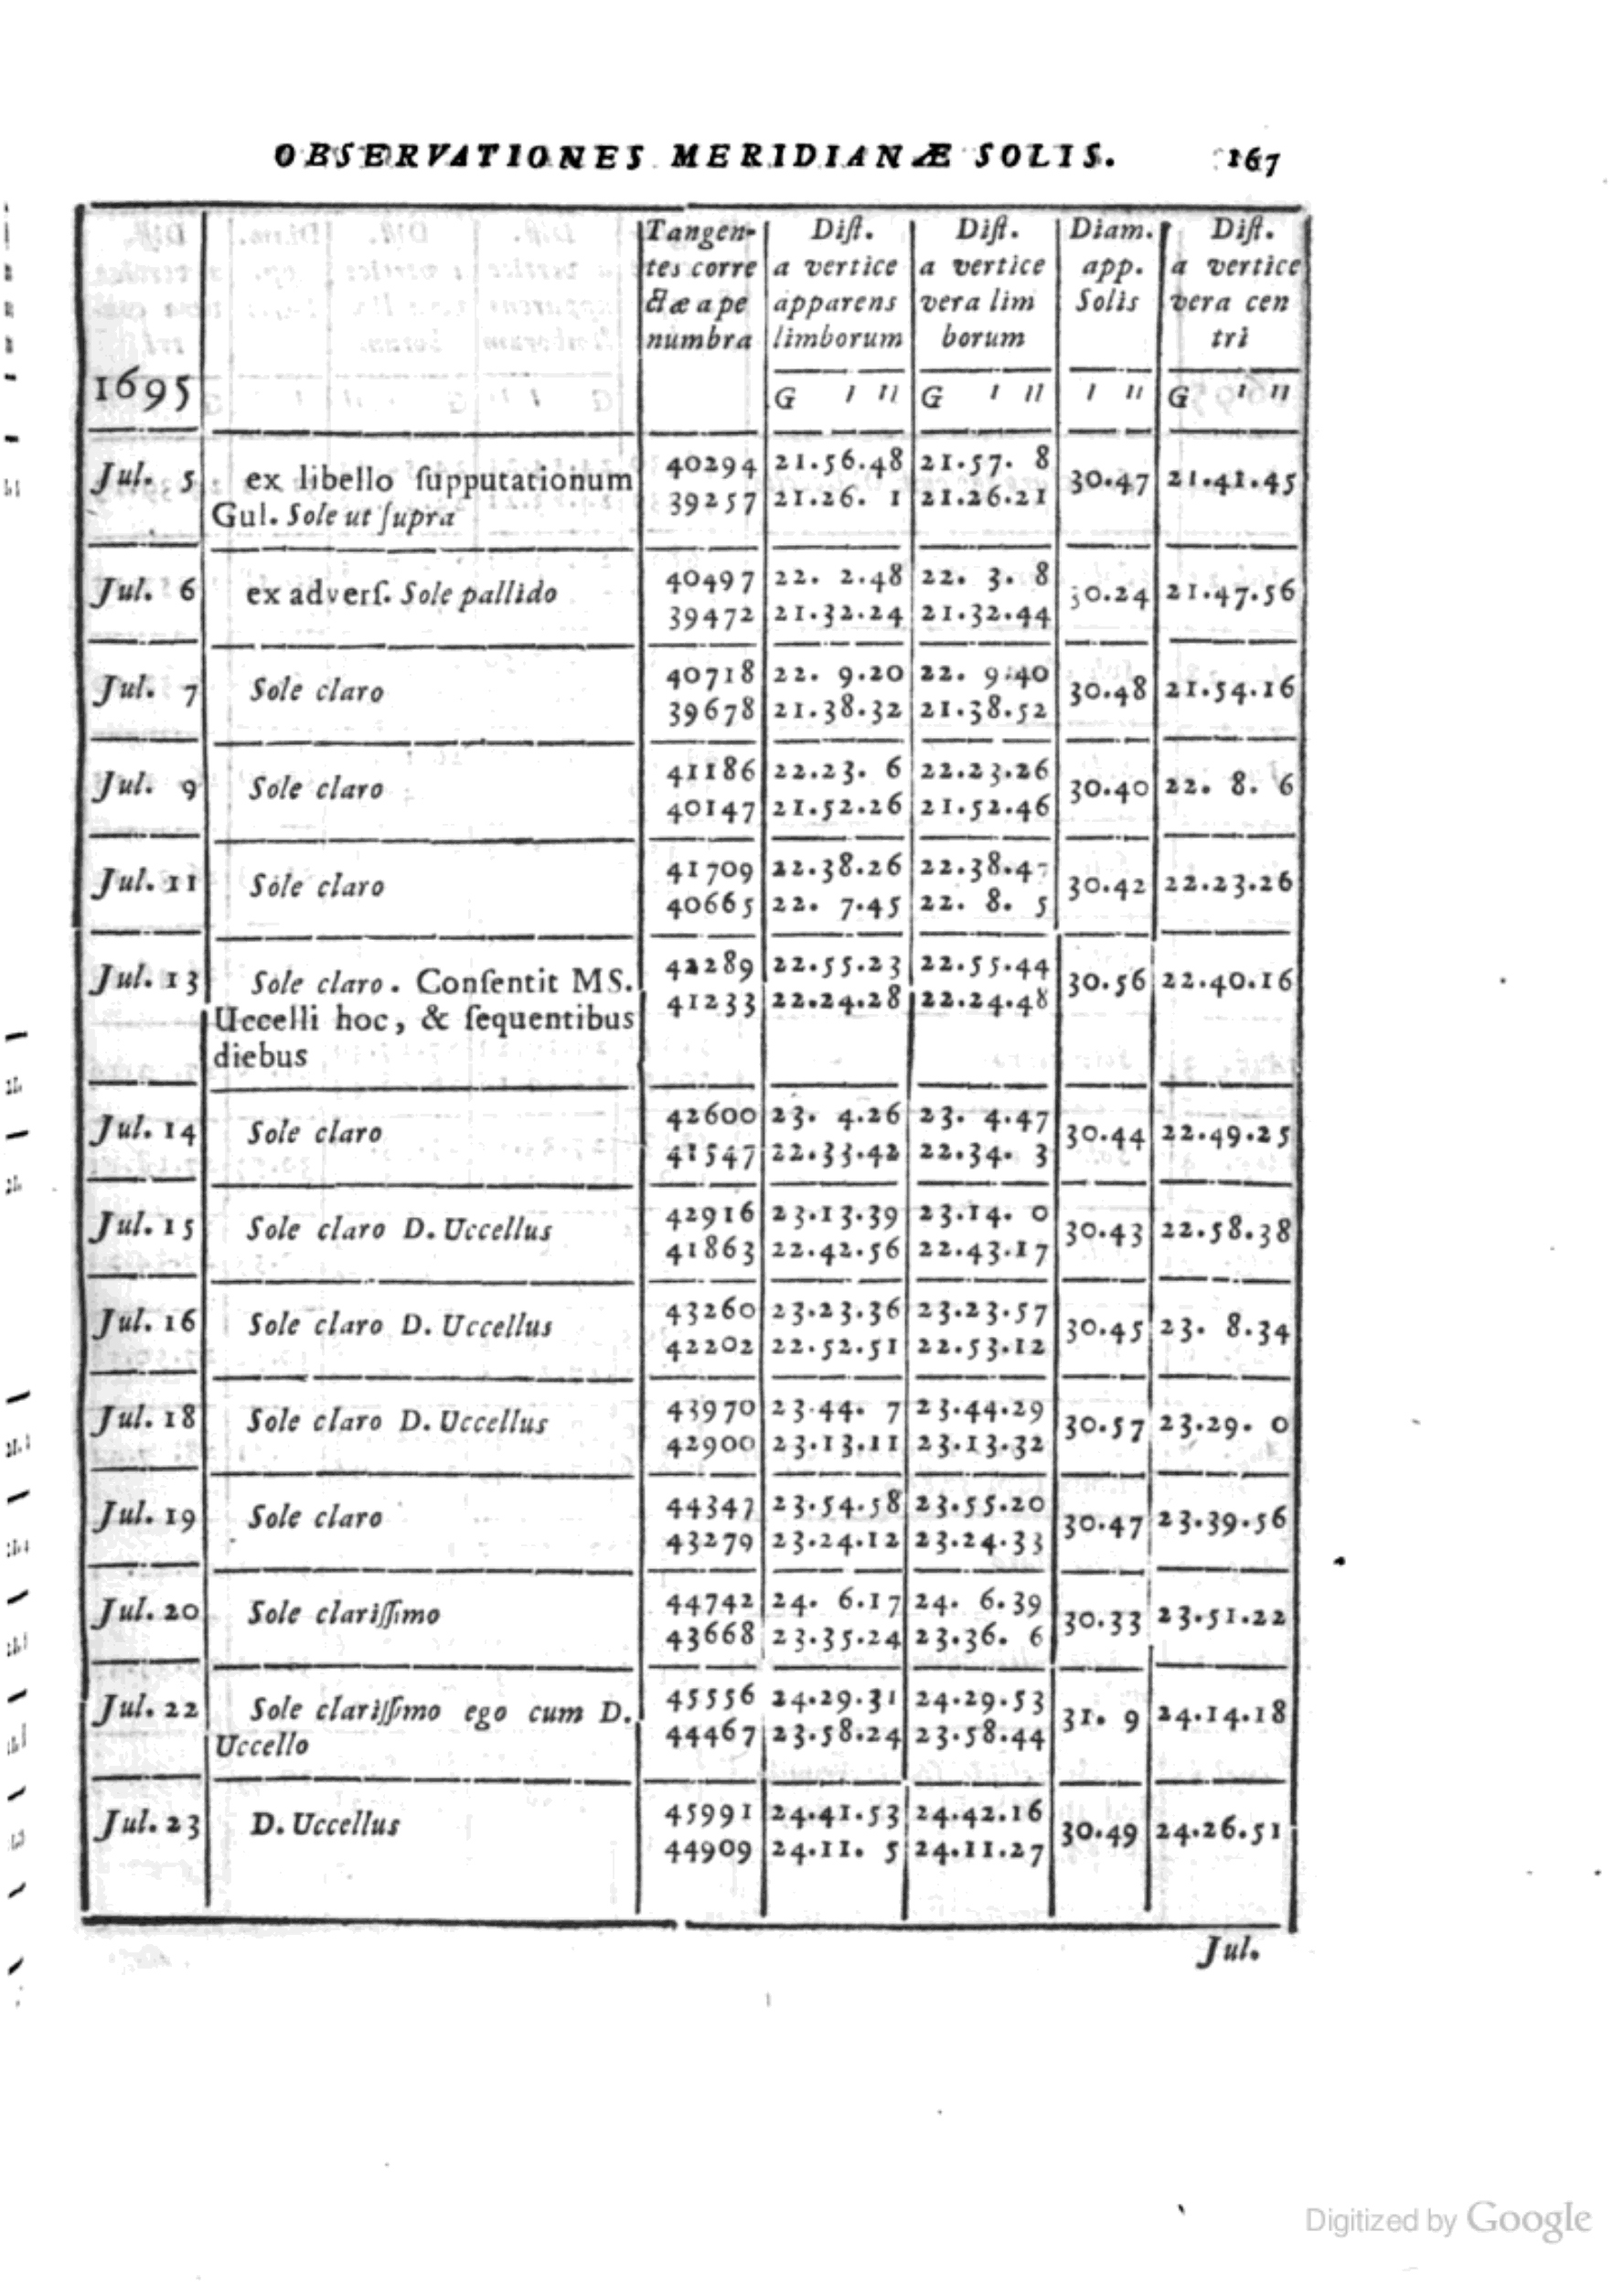 OBSERVATIONES MERIDIANÆ SOLIS. 167
1695
Tangen- Diſt. Diſt. Diam. Diſt.
tes corre a vertice a vertice app. a vertice
ctæ a pe apparens vera lim Solis vera cen
numbra limborum borum tri
G ı ıı G ı ıı ı ıı G ı ıı
Jul. 5 ex libello ſupputationum 40294 21.56.48 21.57. 8 30.47 21.41.45
Gul. Sole ut ſupra 39257 21.26. 1 21.26.21
Jul. 6 ex adverſ. Sole pallido 40497 22. 2.48 22. 3. 8 30.24 21.47.56
39472 21.32.24 21.32.44
Jul. 7 Sole claro 40718 22. 9.20 22. 9.40 30.48 21.54.16
39678 21.38.32 21.38.52
Jul. 9 Sole claro 41186 22.23. 6 22.23.26 30.40 22. 8. 6
40147 21.52.26 21.52.46
Jul. 11 Sole claro 41709 22.38.26 22.38.47 30.42 22.23.26
40665 22. 7.45 22. 8. 5
Jul. 13 Sole claro. Conſentit MS. 42289 22.55.23 22.55.44 30.56 22.40.16
Uccelli hoc, & ſequentibus 41233 22.24.28 22.24.48
diebus
Jul. 14 Sole claro 42600 23. 4.26 23. 4.47 30.44 22.49.25
41547 22.33.42 22.34. 3
Jul. 15 Sole claro D. Uccellus 42916 23.13.39 23.14. 0 30.43 22.58.38
41863 22.42.56 22.43.17
Jul. 16 Sole claro D. Uccellus 43260 23.23.36 23.23.57 30.45 23. 8.34
42202 22.52.51 22.53.12
Jul. 18 Sole claro D. Uccellus 43970 23.44. 7 23.44.29 30.57 23.29. 0
42900 23.13.11 23.13.32
Jul. 19 Sole claro 44347 23.54.58 23.55.20 30.47 23.39.56
43279 23.24.12 23.24.33
Jul. 20 Sole clariſſimo 44742 24. 6.17 24. 6.39 30.33 23.51.22
43668 23.35.24 23.36. 6
Jul. 22 Sole clariſſimo ego cum D. 45556 24.29.31 24.29.53 31. 9 24.14.18
Uccello 44467 23.58.24 23.58.44
Jul. 23 D. Uccellus 45991 24.41.53 24.42.16 30.49 24.26.51
44909 24.11. 5 24.11.27
Jul.
Digitized by Google